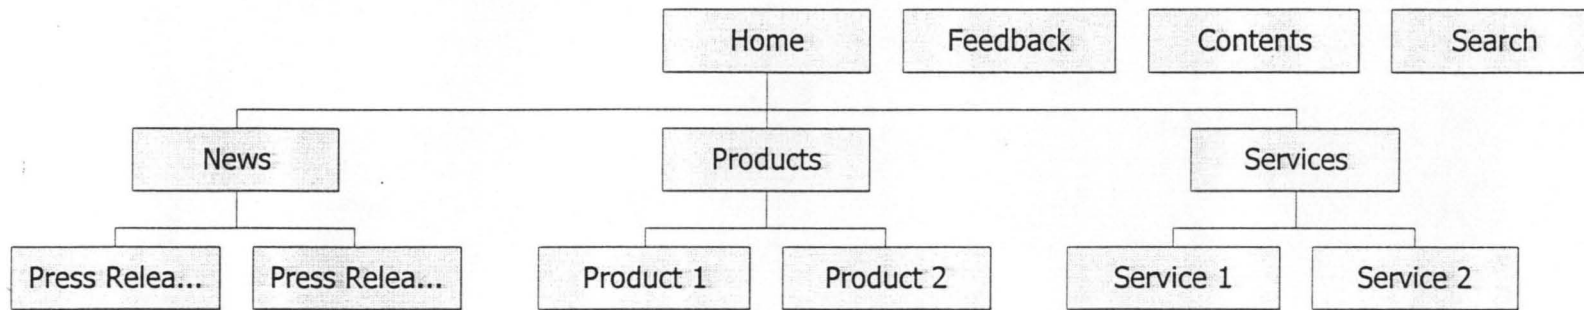 Home Feedback Contents Search
News Products Services
Press Relea... Press Relea... Product 1 Product 2 Service 1 Service 2